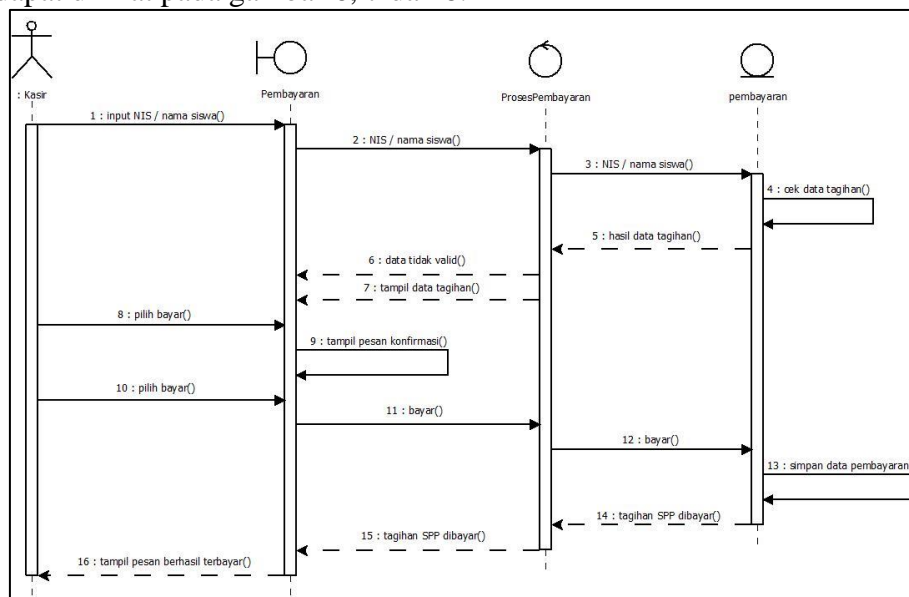 : Kasir
Pembayaran
ProsesPembayaran
pembayaran
1 : input NIS / nama siswa()
2 : NIS / nama siswa()
3 : NIS / nama siswa()
4 : cek data tagihan()
5 : hasil data tagihan()
6 : data tidak valid()
7 : tampil data tagihan()
8 : pilih bayar()
9 : tampil pesan konfirmasi()
10 : pilih bayar()
11 : bayar()
12 : bayar()
13 : simpan data pembayaran
14 : tagihan SPP dibayar()
15 : tagihan SPP dibayar()
16 : tampil pesan berhasil terbayar()